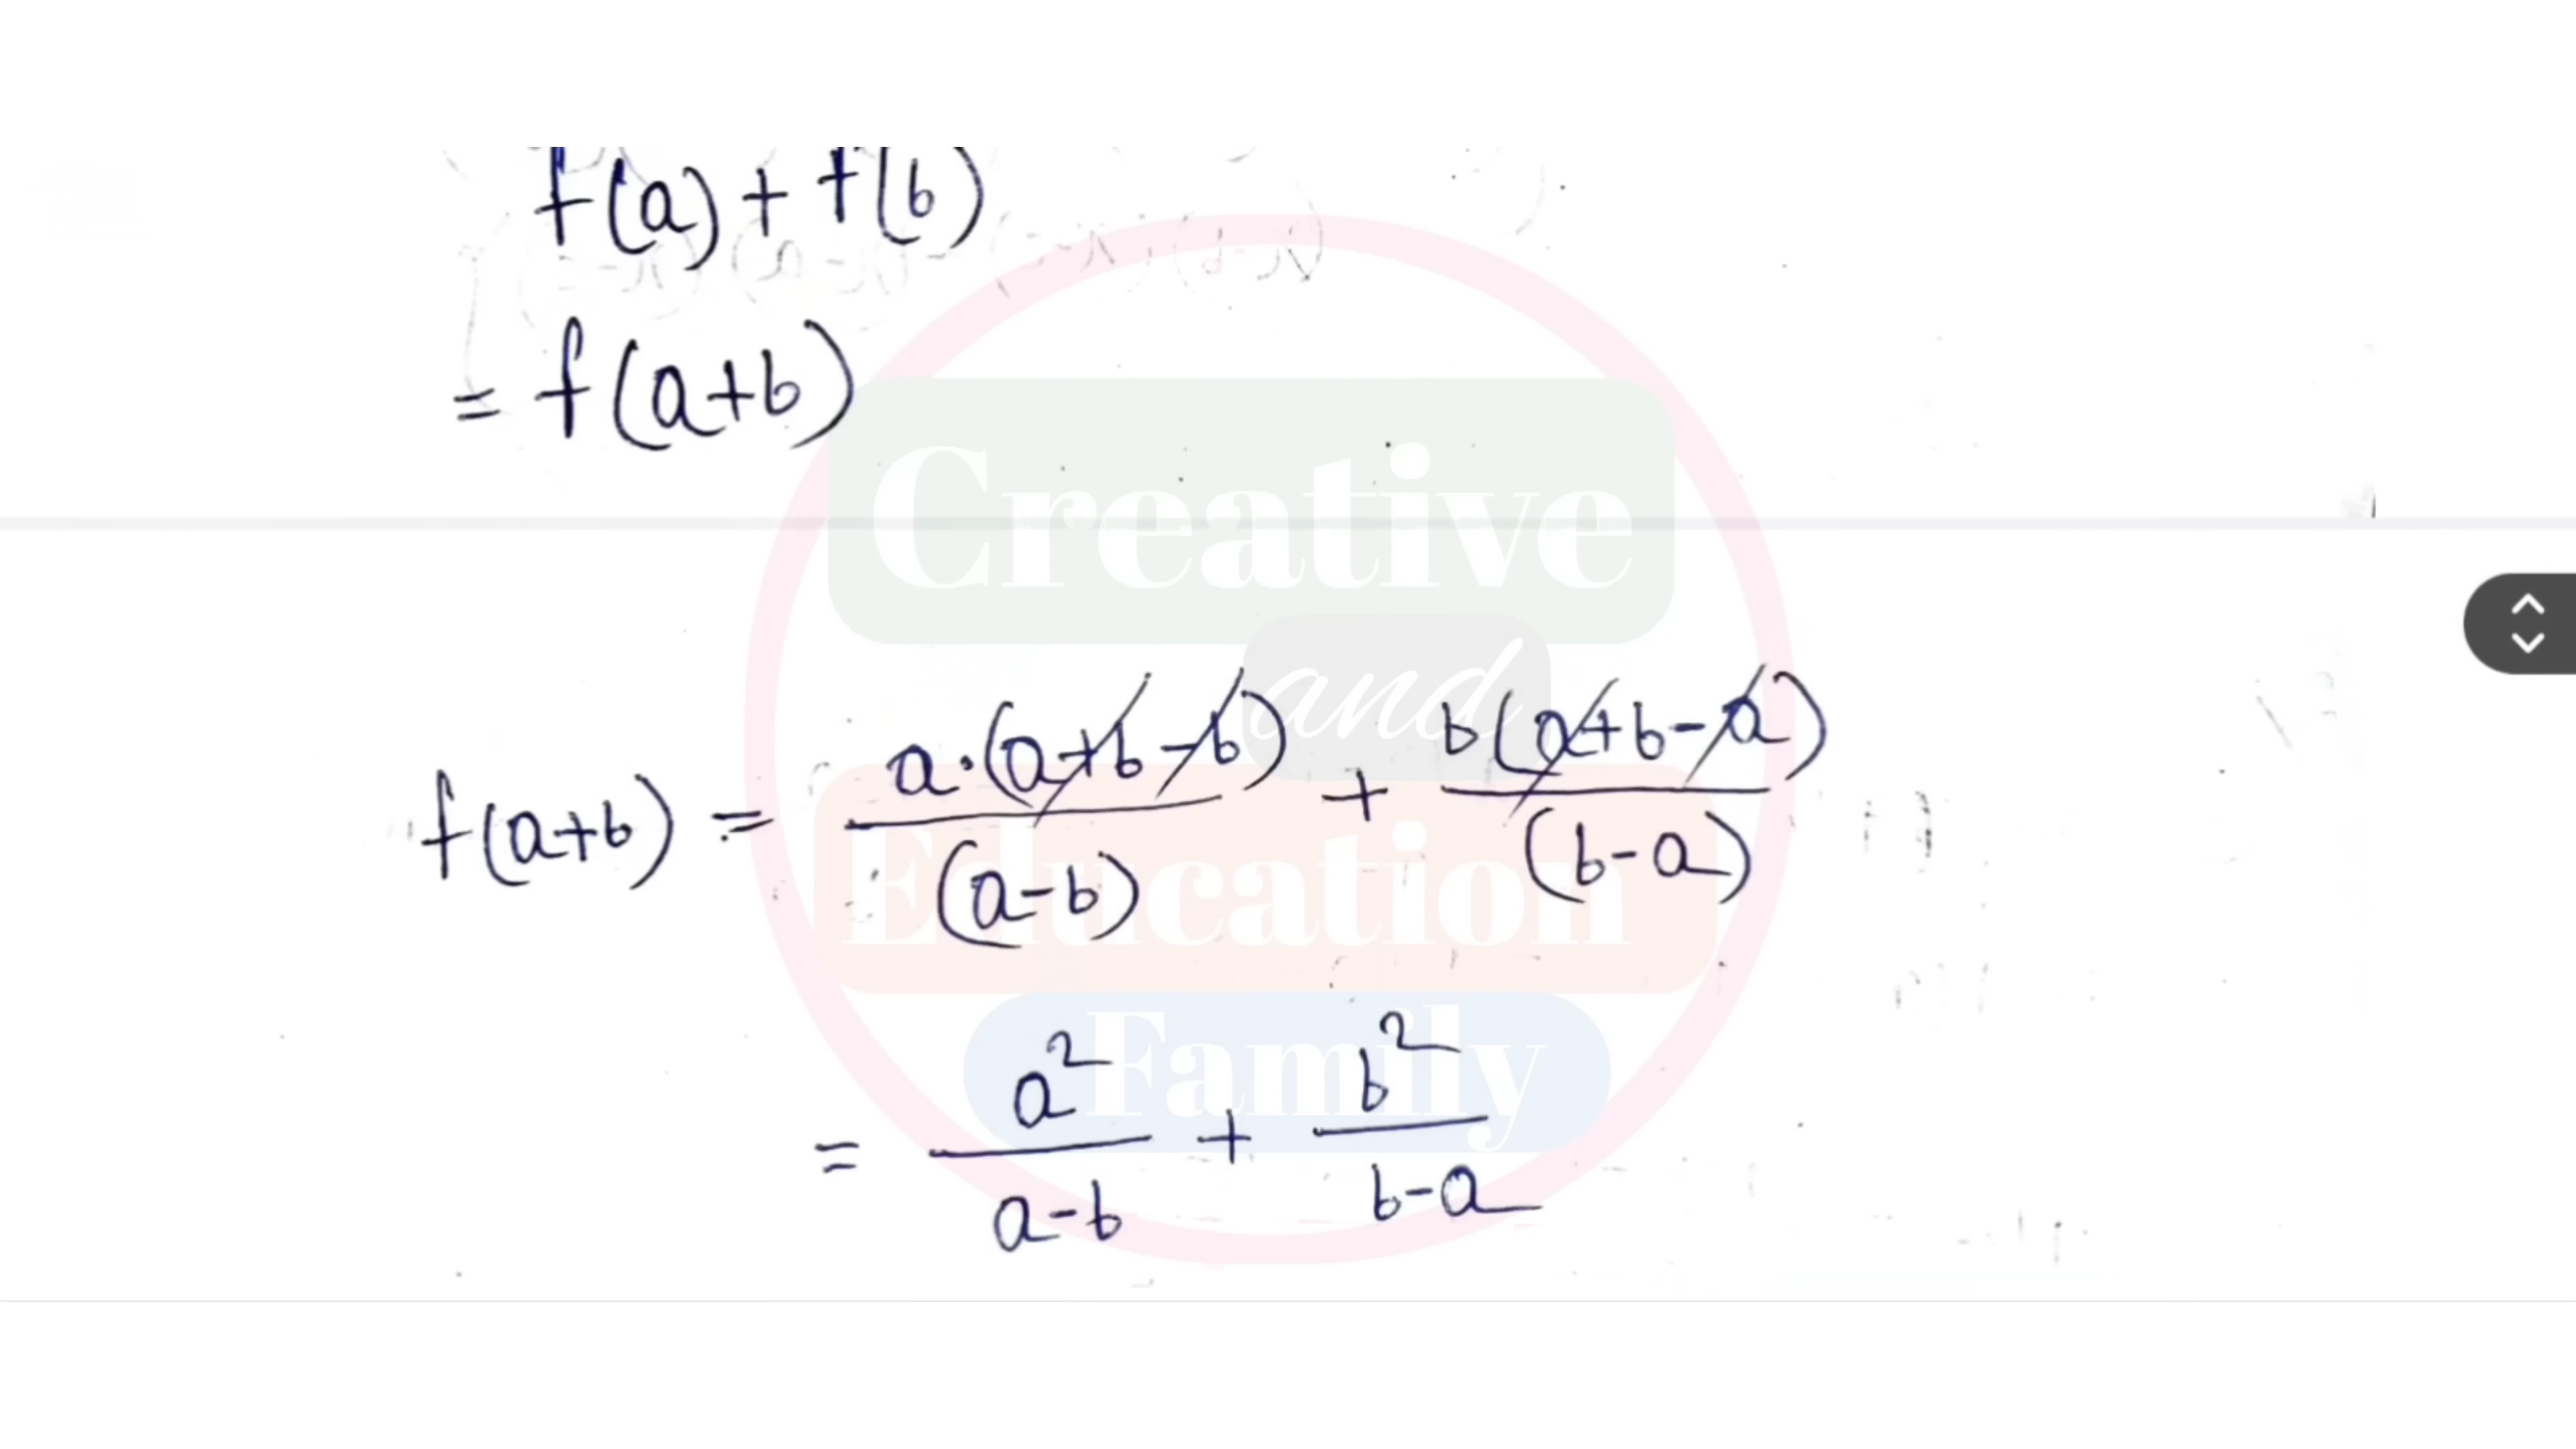 f(a) + f(b)
= f(a+b)
Creative
and
f(a+b) = a·(a+b-b)/(a-b) + b(a+b-a)/(b-a)
Education
Family
= a²/a-b + b²/b-a